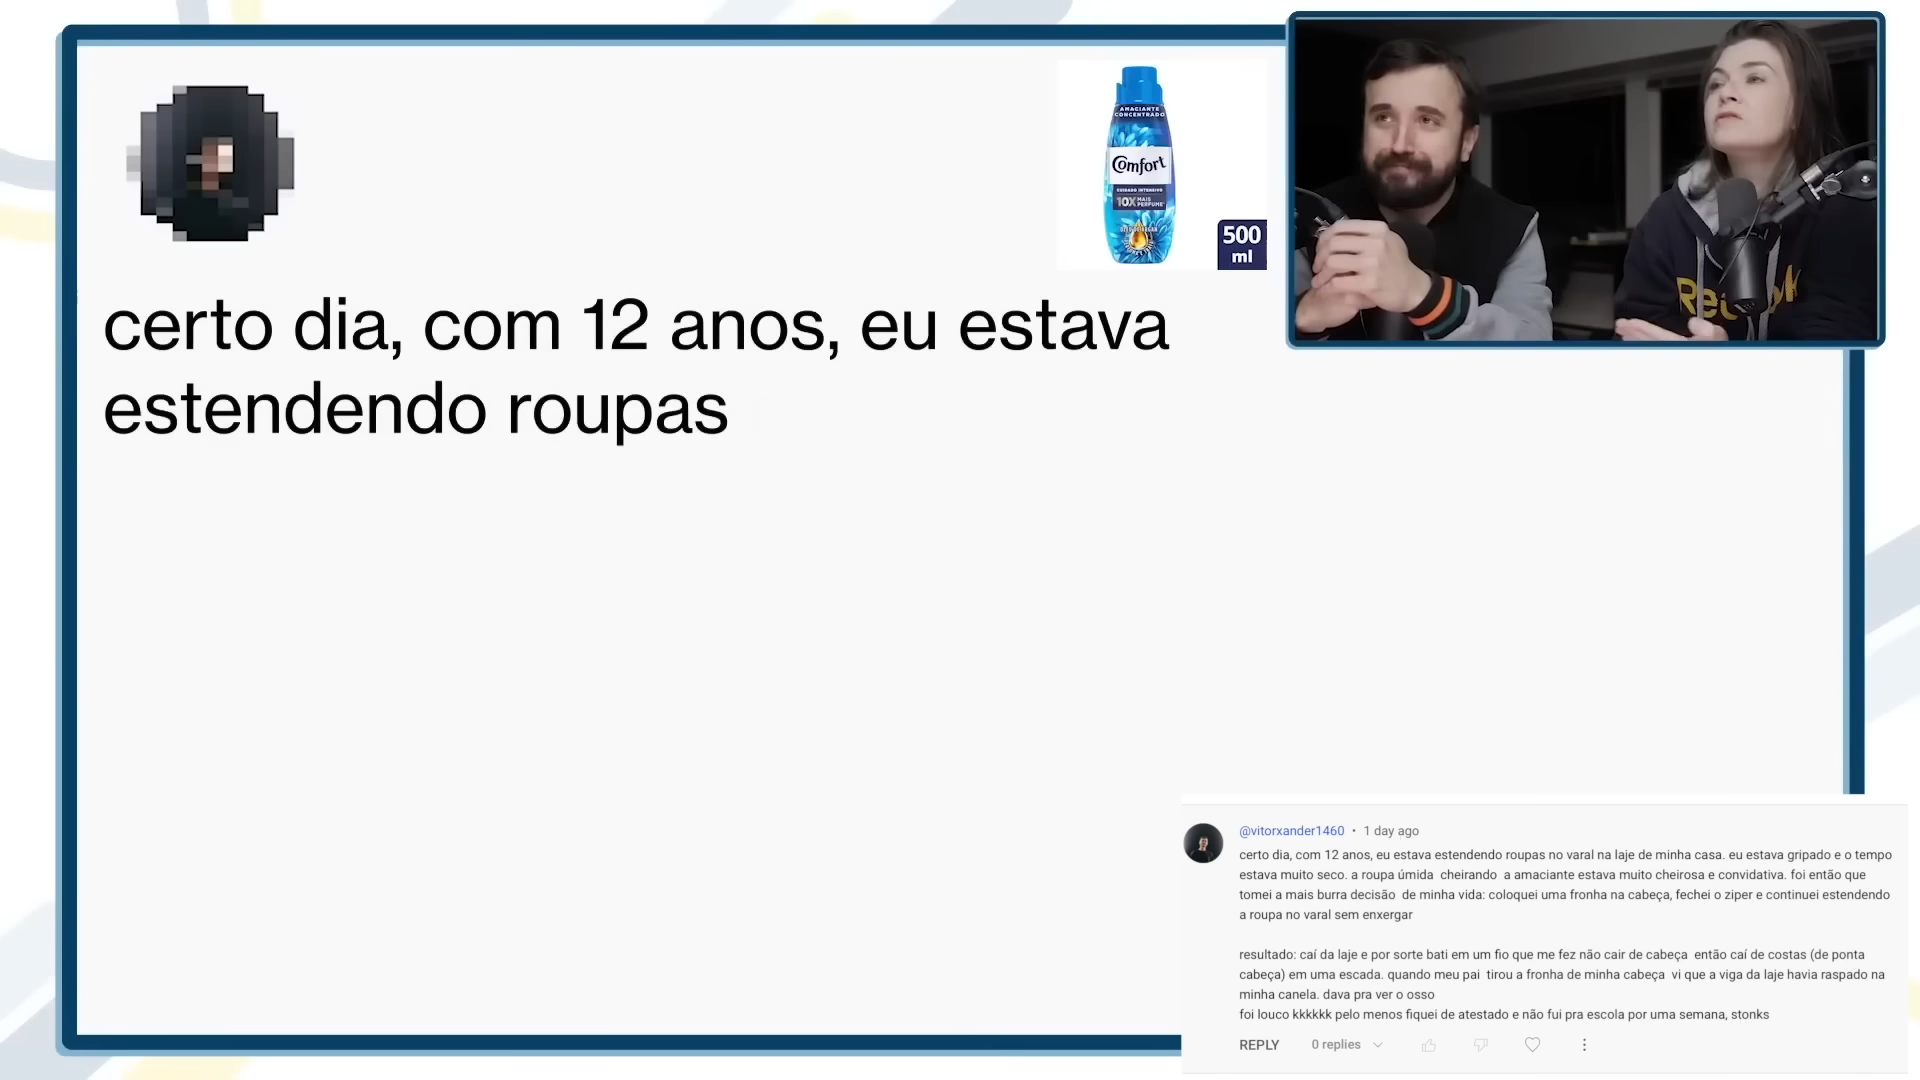 AMACIANTE
CONCENTRADO
Comfort
CUIDADO INTENSIVO
10X MAIS
PERFUME*
500
ml
certo dia, com 12 anos, eu estava
estendendo roupas
@vitorxander1460 • 1 day ago
certo dia, com 12 anos, eu estava estendendo roupas no varal na laje de minha casa. eu estava gripado e o tempo
estava muito seco. a roupa úmida cheirando a amaciante estava muito cheirosa e convidativa. foi então que
tomei a mais burra decisão de minha vida: coloquei uma fronha na cabeça, fechei o ziper e continuei estendendo
a roupa no varal sem enxergar
resultado: caí da laje e por sorte bati em um fio que me fez não cair de cabeça então caí de costas (de ponta
cabeça) em uma escada. quando meu pai tirou a fronha de minha cabeça vi que a viga da laje havia raspado na
minha canela. dava pra ver o osso
foi louco kkkkkk pelo menos fiquei de atestado e não fui pra escola por uma semana, stonks
REPLY 0 replies